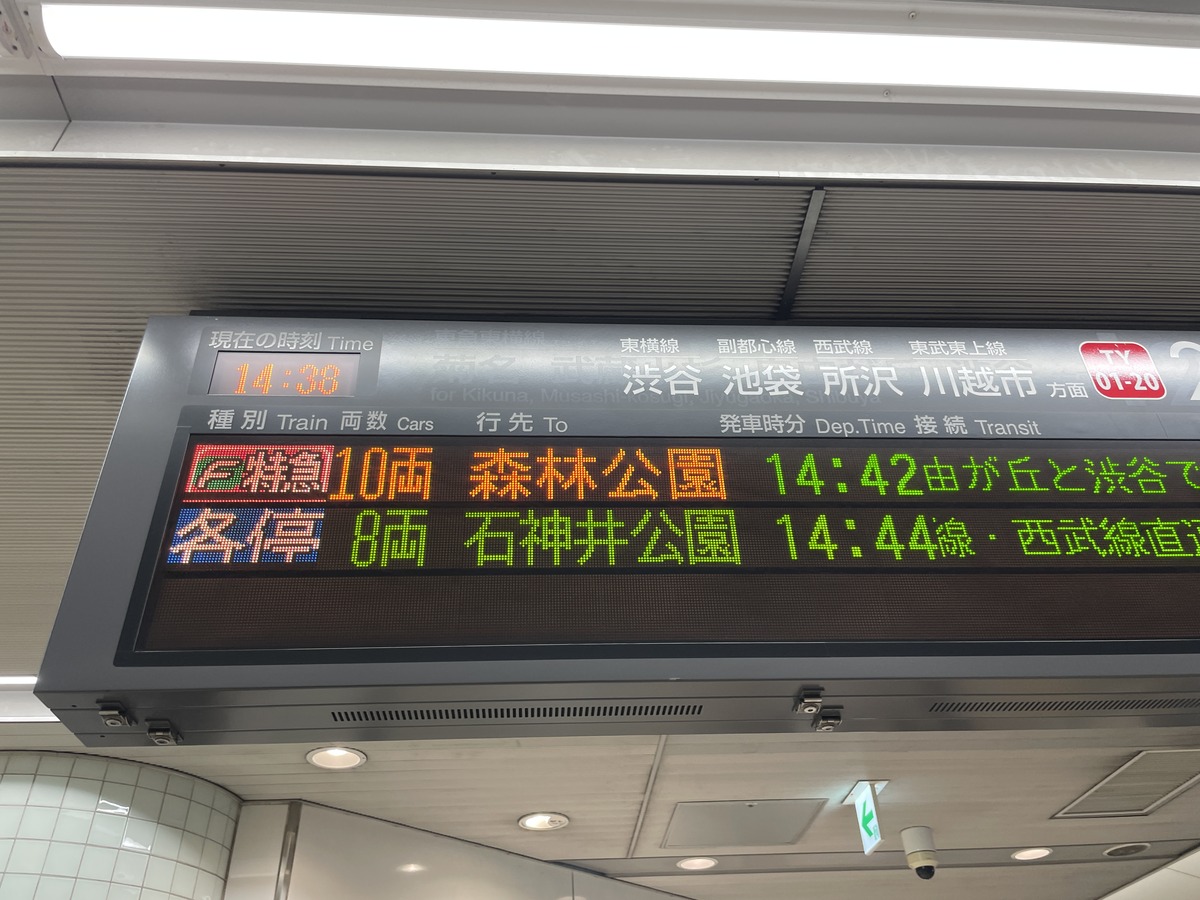 現在の時刻 Time
14:38
東横線 副都心線 西武線 東武東上線
渋谷 池袋 所沢 川越市 方面
TY
01-20
2
種別 Train 両数 Cars 行先 To 発車時分 Dep.Time 接続 Transit
F特急 10両 森林公園 14:42 由が丘と渋谷で
各停 8両 石神井公園 14:44 線・西武線直通